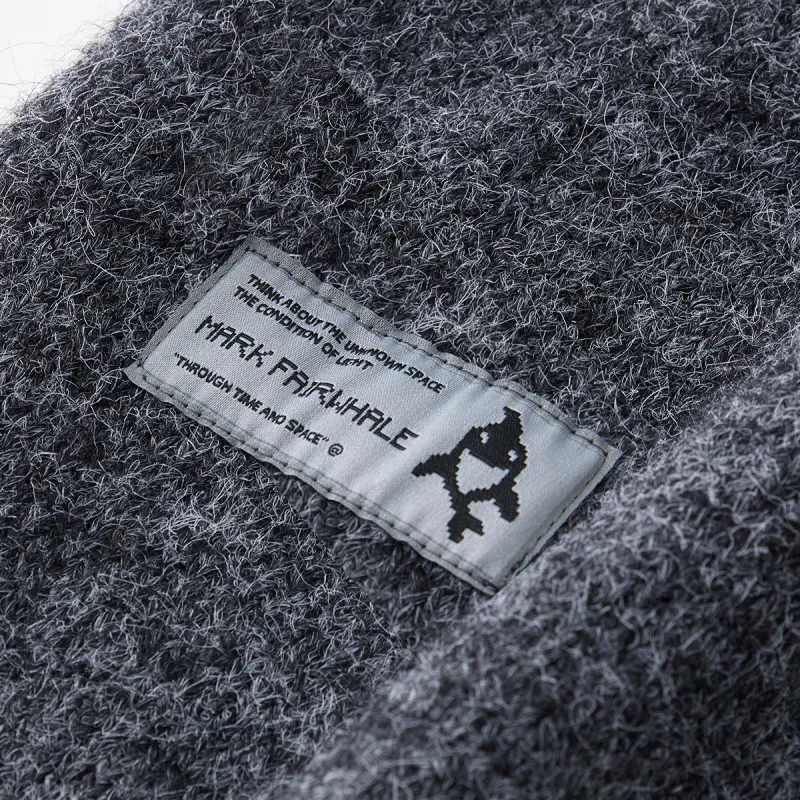 THINK ABOUT THE UNKNOWN SPACE
THE CONDITION OF LIGHT
MARK FAIRWHALE
"THROUGH TIME AND SPACE" @